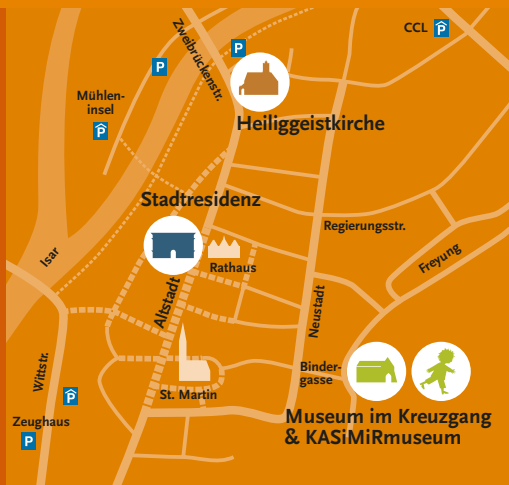 CCL P
Zweibrückenstr.
P
P
Mühlen-
insel
P
Heiliggeistkirche
Stadtresidenz
Regierungsstr.
Isar
Rathaus
Freyung
Altstadt
Neustadt
Wittstr.
Binder-
gasse
P
St. Martin
Zeughaus
P
Museum im Kreuzgang
& KASiMiRmuseum